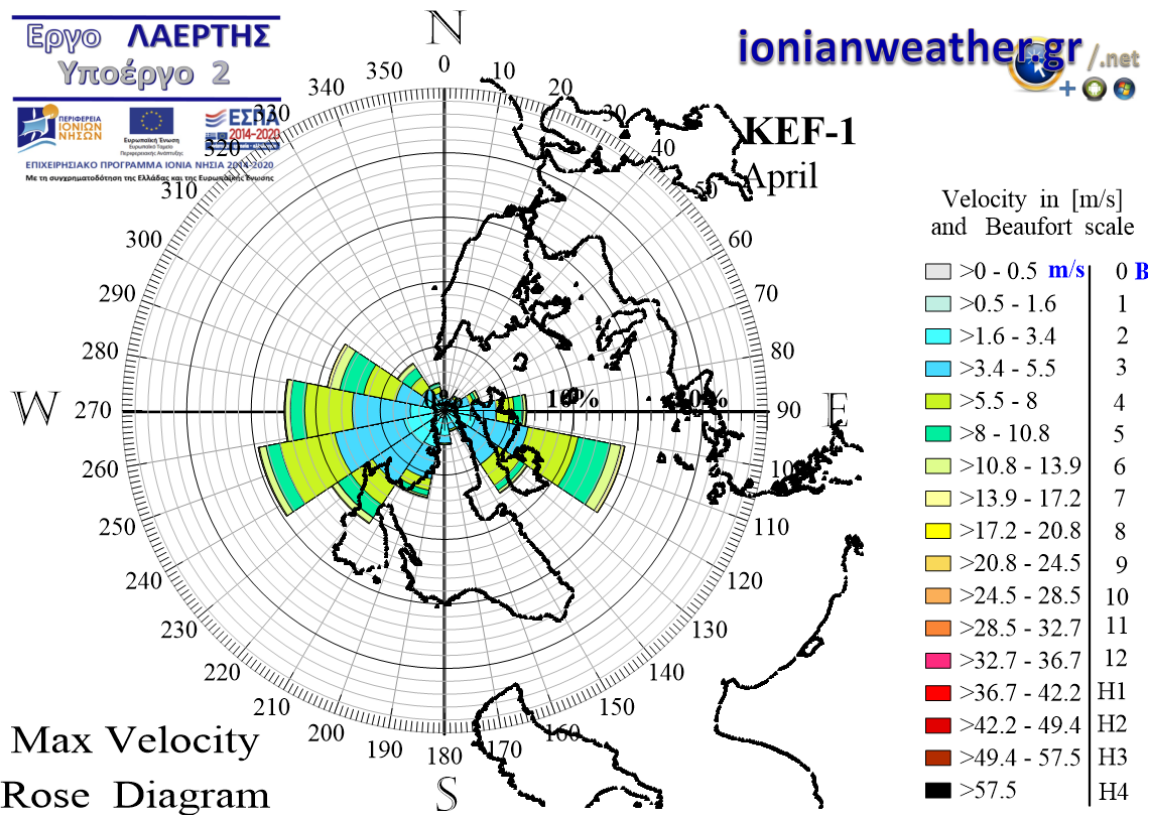 Εργο ΛΑΕΡΤΗΣ
Υποέργο 2
ΠΕΡΙΦΕΡΕΙΑ
ΙΟΝΙΩΝ
ΝΗΣΩΝ
Ευρωπαϊκή Ένωση
Ευρωπαϊκό Ταμείο
Περιφερειακής Ανάπτυξης
ΕΣΠΑ
2014-2020
ΕΠΙΧΕΙΡΗΣΙΑΚΟ ΠΡΟΓΡΑΜΜΑ ΙΟΝΙΑ ΝΗΣΙΑ 2014-2020
Με τη συγχρηματοδότηση της Ελλάδας και της Ευρωπαϊκής Ένωσης
ionianweather.gr /.net
KEF-1
April
N
0
10
20
30
40
50
60
70
80
90
E
10
110
120
130
140
150
160
170
180
S
190
200
210
220
230
240
250
260
270
W
280
290
300
310
320
330
340
350
0%
10%
20%
Velocity in [m/s]
and Beaufort scale
>0 - 0.5 m/s 0 B
>0.5 - 1.6 1
>1.6 - 3.4 2
>3.4 - 5.5 3
>5.5 - 8 4
>8 - 10.8 5
>10.8 - 13.9 6
>13.9 - 17.2 7
>17.2 - 20.8 8
>20.8 - 24.5 9
>24.5 - 28.5 10
>28.5 - 32.7 11
>32.7 - 36.7 12
>36.7 - 42.2 H1
>42.2 - 49.4 H2
>49.4 - 57.5 H3
>57.5 H4
Max Velocity
Rose Diagram